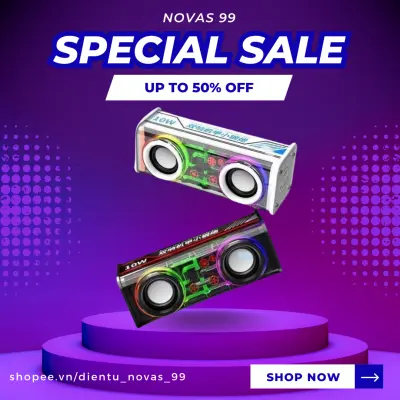 NOVAS 99
SPECIAL SALE
UP TO 50% OFF
10W
10W
shopee.vn/dientu_novas_99
SHOP NOW